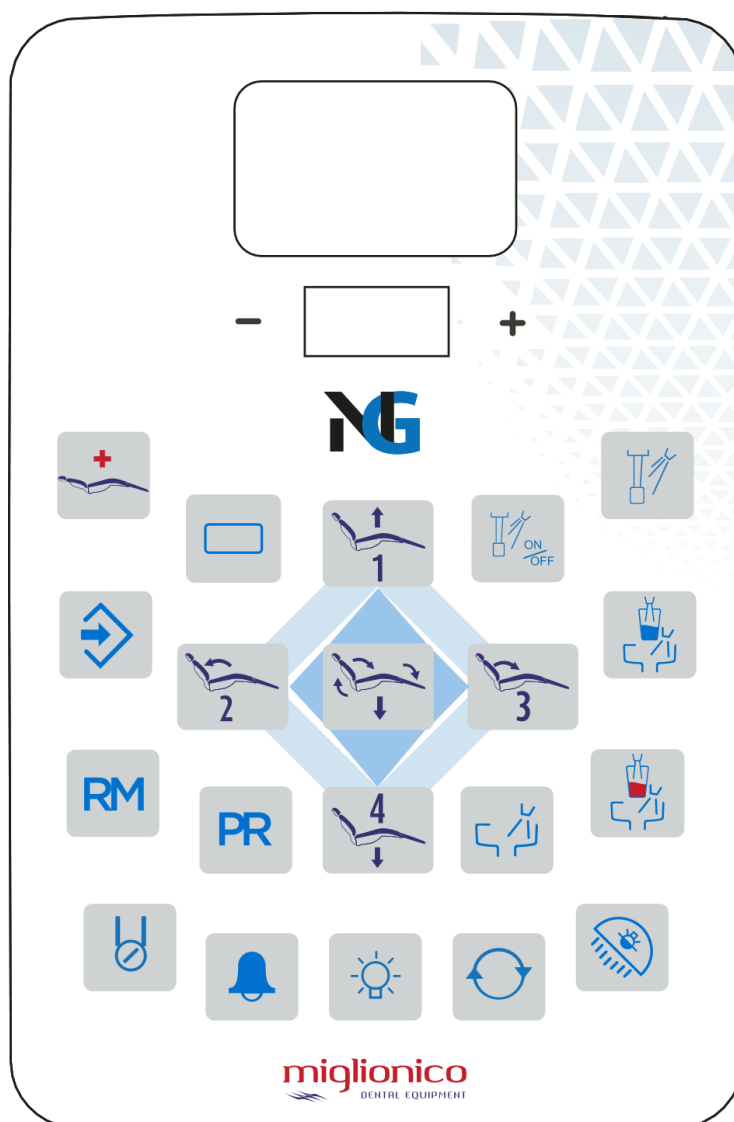 - +
NG
1
ON/OFF
2
3
RM
PR
4
miglionico
DENTAL EQUIPMENT